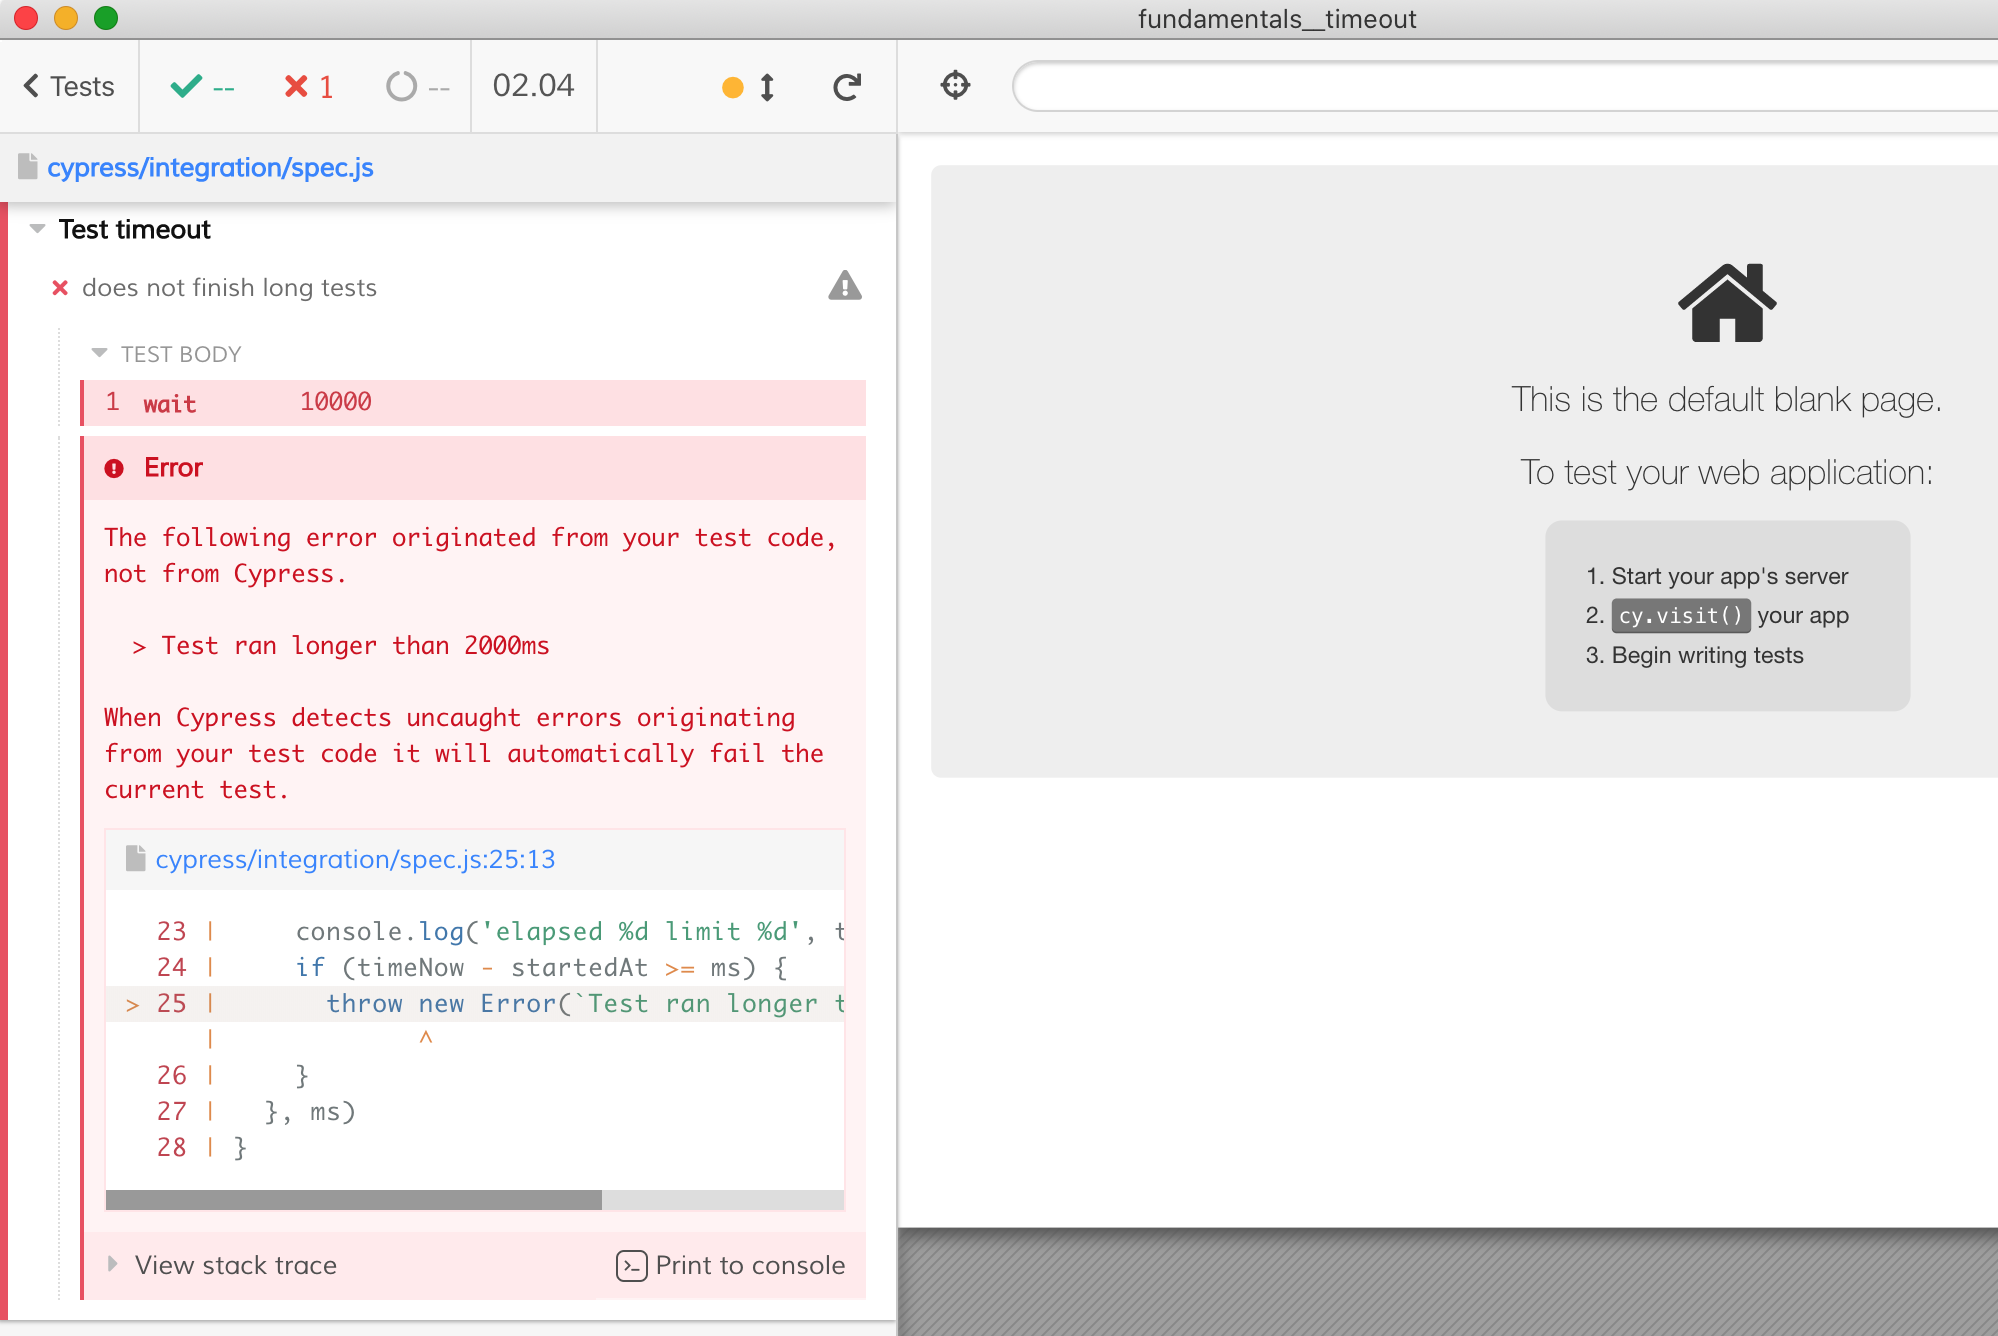 fundamentals__timeout
Tests -- 1 -- 02.04
cypress/integration/spec.js
Test timeout
does not finish long tests
TEST BODY
1 wait 10000
Error
The following error originated from your test code,
not from Cypress.
> Test ran longer than 2000ms
When Cypress detects uncaught errors originating
from your test code it will automatically fail the
current test.
cypress/integration/spec.js:25:13
23 |     console.log('elapsed %d limit %d', t
24 |     if (timeNow - startedAt >= ms) {
> 25 |       throw new Error(`Test ran longer t
|             ^
26 |     }
27 |   }, ms)
28 | }
View stack trace
Print to console
This is the default blank page.
To test your web application:
1. Start your app's server
2. cy.visit() your app
3. Begin writing tests